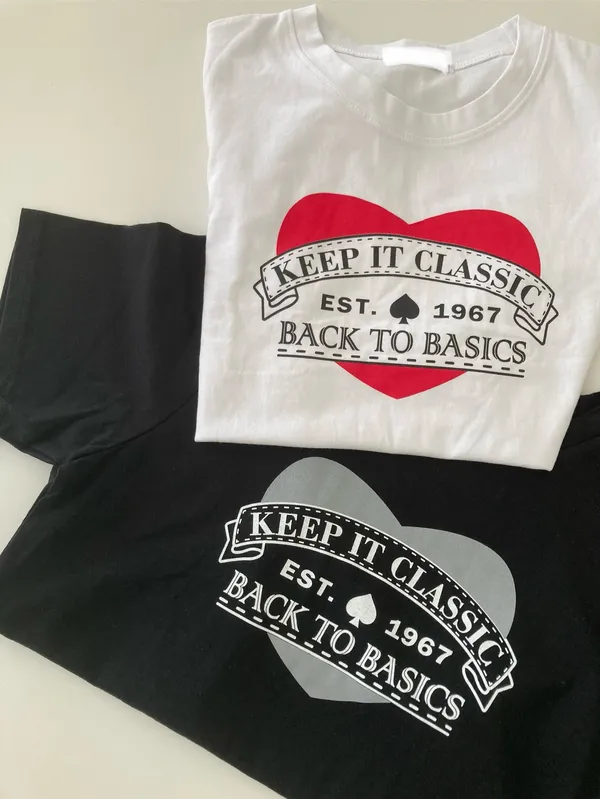 KEEP IT CLASSIC
EST. 1967
BACK TO BASICS
KEEP IT CLASSIC
EST. 1967
BACK TO BASICS